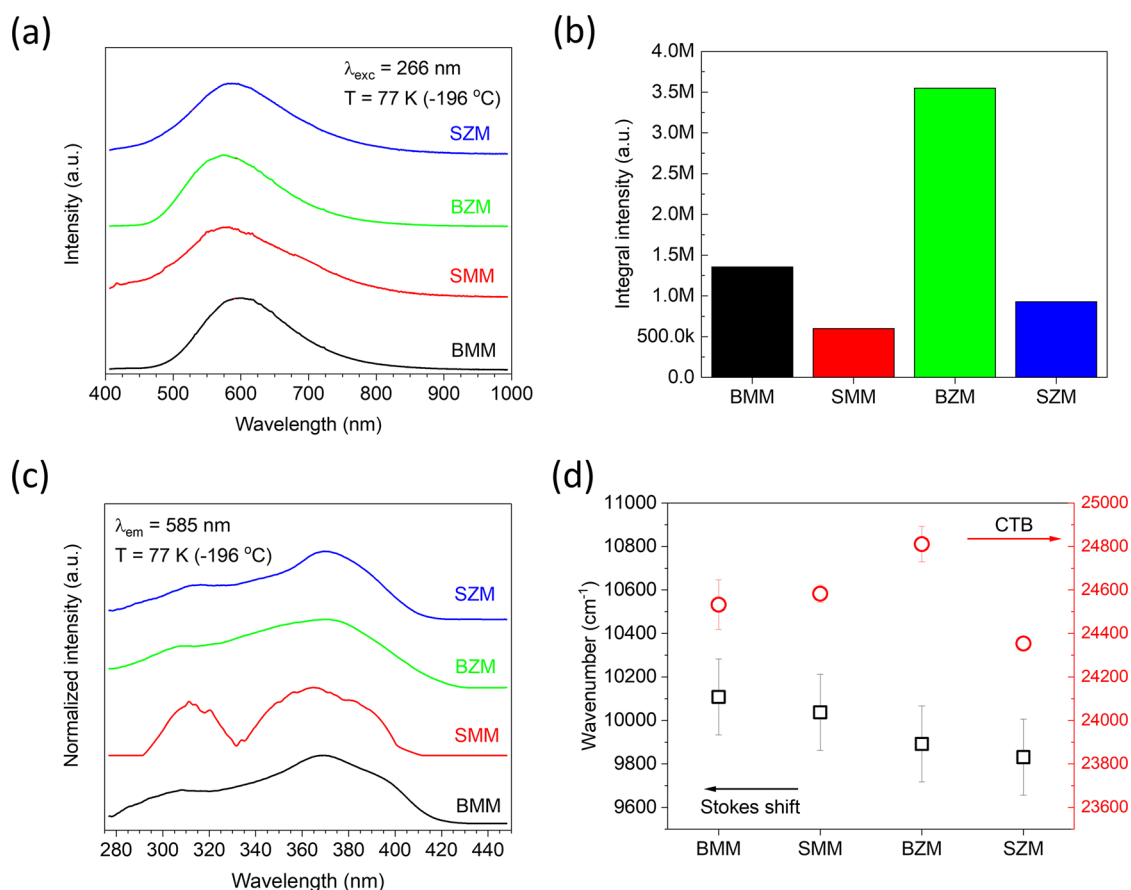 (a)
Intensity (a.u.)
λexc = 266 nm
T = 77 K (-196 °C)
SZM
BZM
SMM
BMM
400 500 600 700 800 900 1000
Wavelength (nm)
(b)
Integral intensity (a.u.)
4.0M
3.5M
3.0M
2.5M
2.0M
1.5M
1.0M
500.0k
0.0
BMM SMM BZM SZM
(c)
Normalized intensity (a.u.)
λem = 585 nm
T = 77 K (-196 °C)
SZM
BZM
SMM
BMM
280 300 320 340 360 380 400 420 440
Wavelength (nm)
(d)
Wavenumber (cm-1)
11000
10800
10600
10400
10200
10000
9800
9600
CTB
Stokes shift
25000
24800
24600
24400
24200
24000
23800
23600
BMM SMM BZM SZM